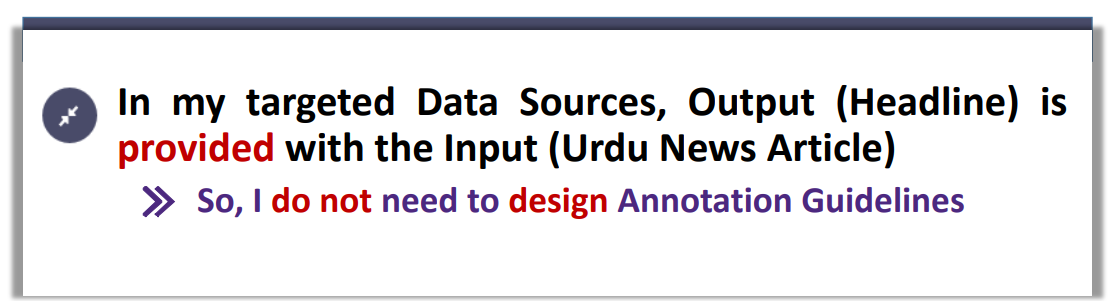 In my targeted Data Sources, Output (Headline) is
provided with the Input (Urdu News Article)
So, I do not need to design Annotation Guidelines